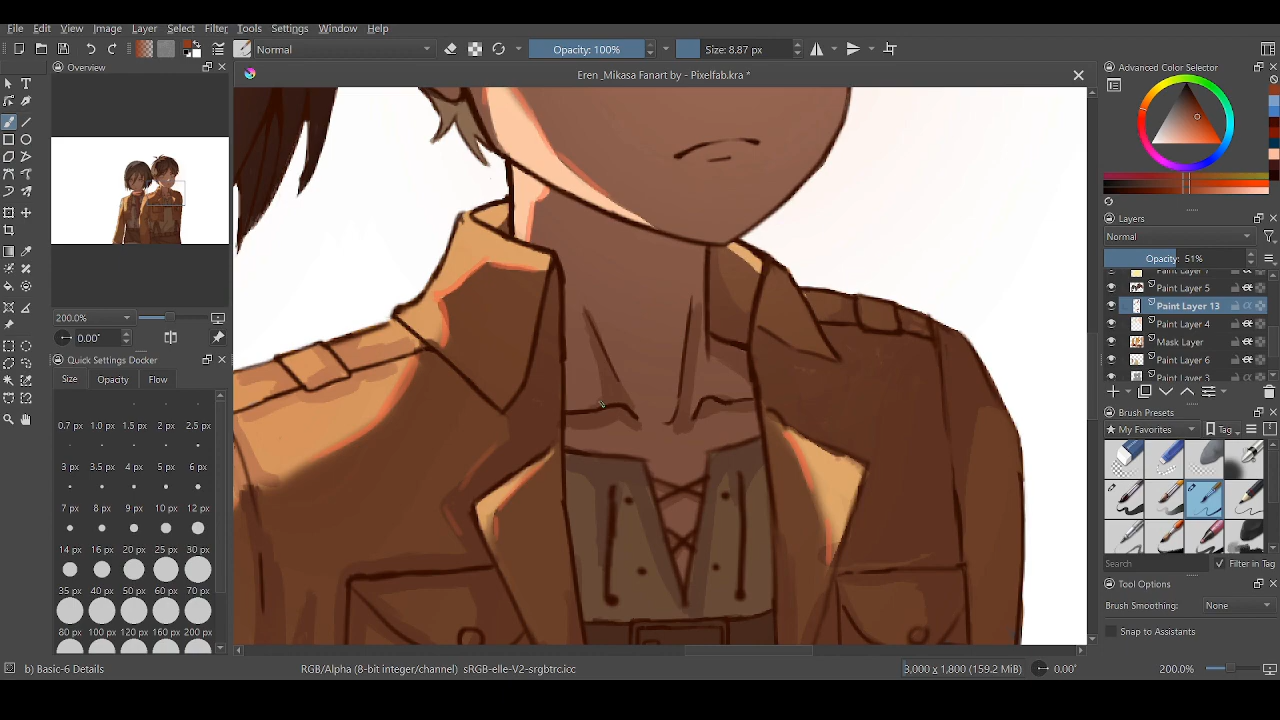 File Edit View Image Layer Select Filter Tools Settings Window Help
Normal Opacity: 100% Size: 8.87 px
Overview
Eren _Mikasa Fanart by - Pixelfab.kra *
Advanced Color Selector
Layers
Normal
Opacity: 51%
Paint Layer 7
Paint Layer 5
Paint Layer 13
Paint Layer 4
Mask Layer
Paint Layer 6
Paint Layer 3
200.0%
0.00°
Quick Settings Docker
Size Opacity Flow
0.7 px 1.0 px 1.5 px 2 px 2.5 px
3 px 3.5 px 4 px 5 px 6 px
7 px 8 px 9 px 10 px 12 px
14 px 16 px 20 px 25 px 30 px
35 px 40 px 50 px 60 px 70 px
80 px 100 px 120 px 160 px 200 px
Brush Presets
My Favorites Tag
Search Filter in Tag
Tool Options
Brush Smoothing: None
Snap to Assistants
b) Basic-6 Details RGB/Alpha (8-bit integer/channel) sRGB-elle-V2-srgbtrc.icc 3,000 x 1,800 (159.2 MiB) 0.00° 200.0%